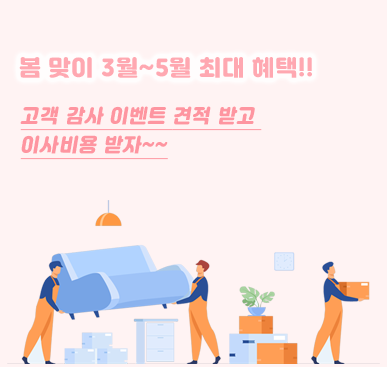 봄 맞이 3월~5월 최대 혜택!!
고객 감사 이벤트 견적 받고
이사비용 받자~~